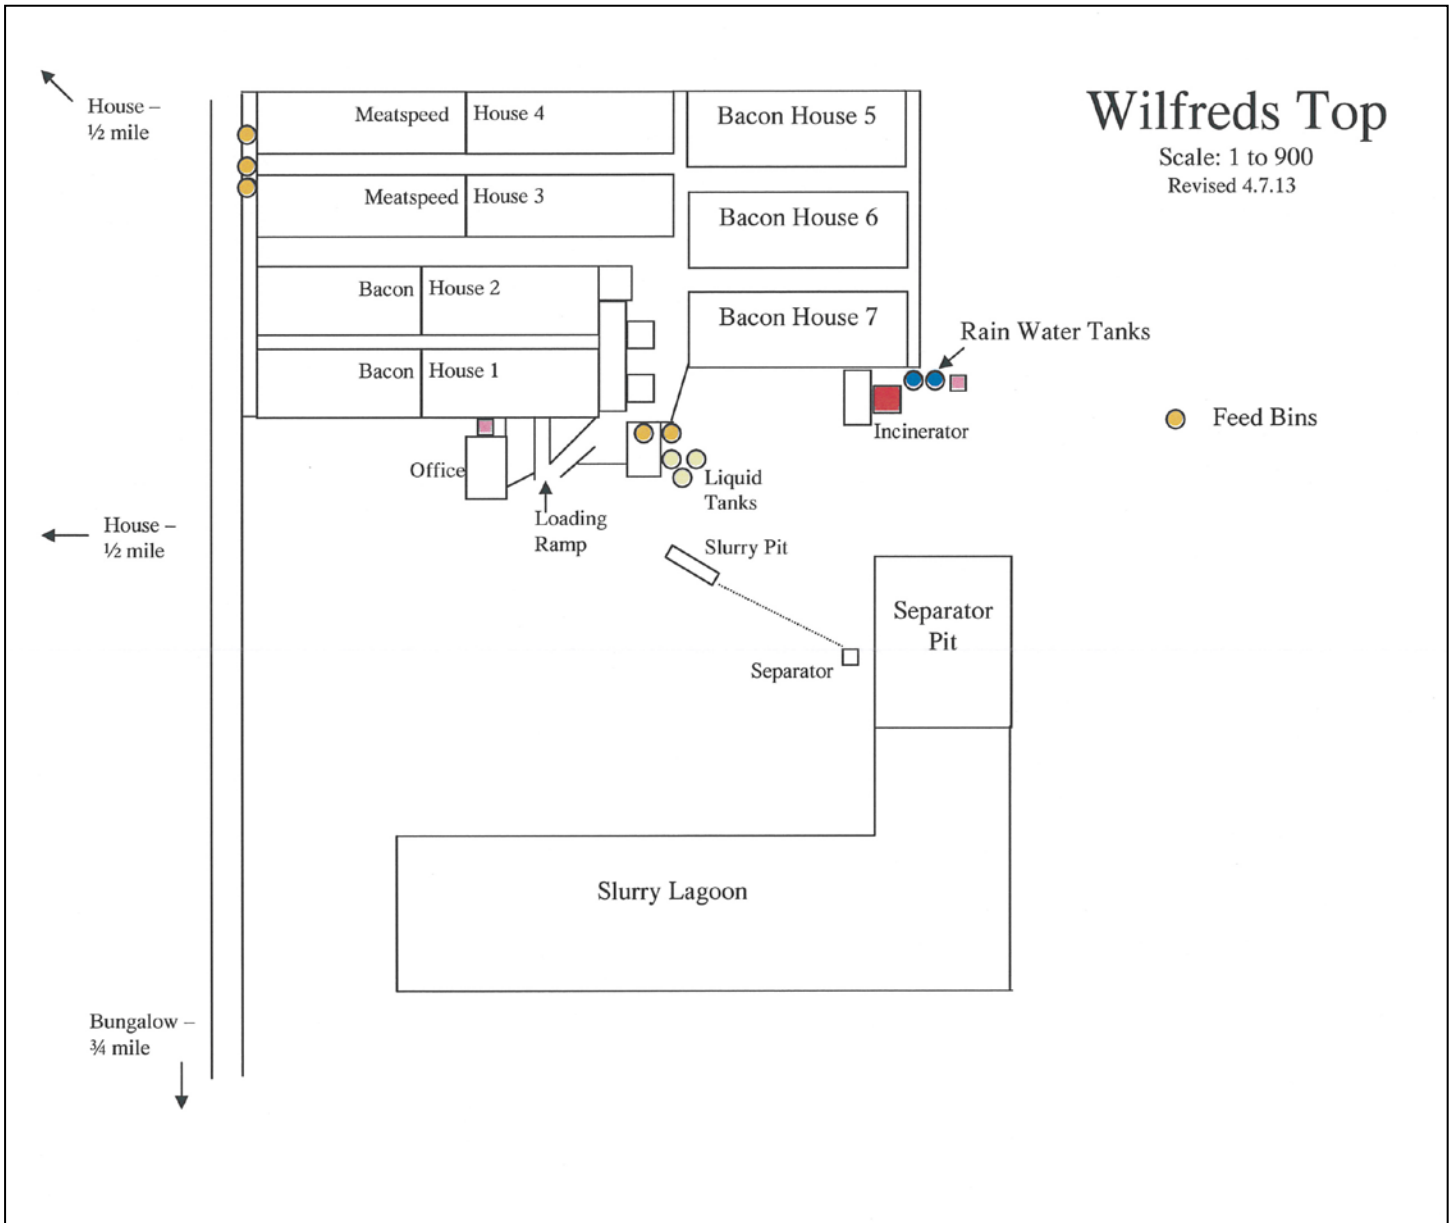 Wilfreds Top
Scale: 1 to 900
Revised 4.7.13
House –
½ mile
Meatspeed
House 4
Bacon House 5
Meatspeed
House 3
Bacon House 6
Bacon
House 2
Bacon House 7
Rain Water Tanks
Bacon
House 1
Feed Bins
Incinerator
Office
Liquid
Tanks
Loading
Ramp
House –
½ mile
Slurry Pit
Separator
Pit
Separator
Slurry Lagoon
Bungalow –
¾ mile